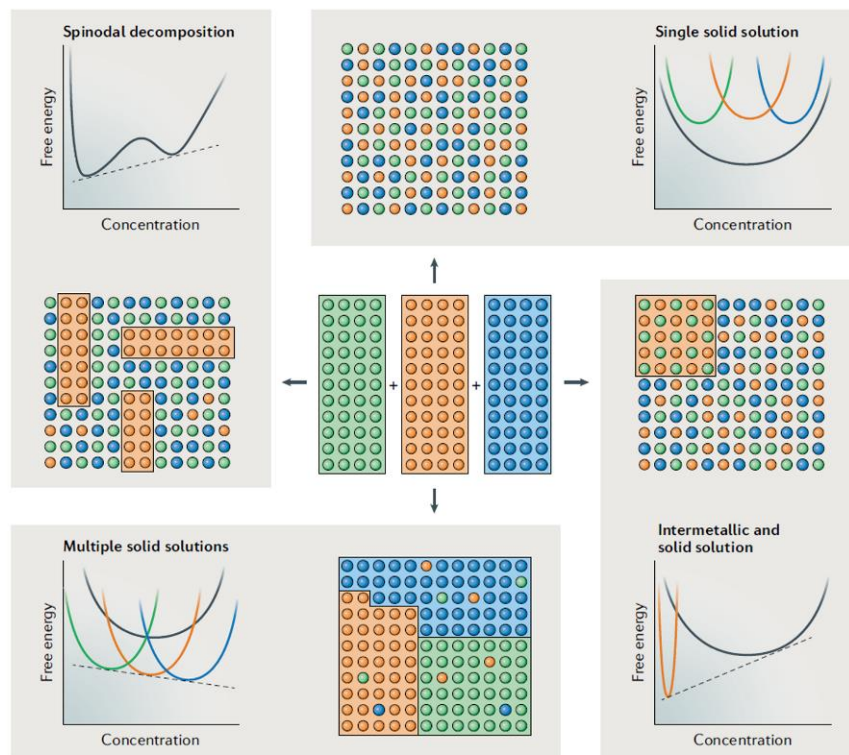 Spinodal decomposition
Free energy
Concentration
Single solid solution
Free energy
Concentration
+
+
Multiple solid solutions
Free energy
Concentration
Intermetallic and
solid solution
Free energy
Concentration